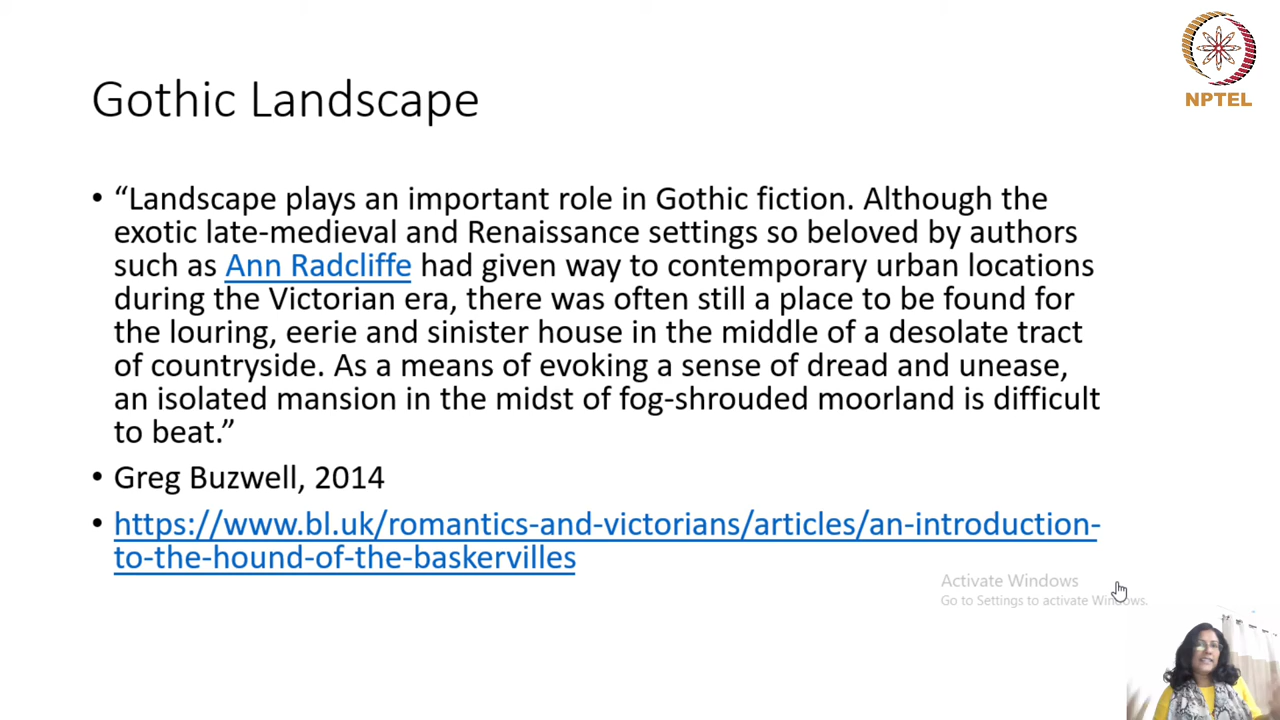 NPTEL
Gothic Landscape
• “Landscape plays an important role in Gothic fiction. Although the
exotic late-medieval and Renaissance settings so beloved by authors
such as Ann Radcliffe had given way to contemporary urban locations
during the Victorian era, there was often still a place to be found for
the louring, eerie and sinister house in the middle of a desolate tract
of countryside. As a means of evoking a sense of dread and unease,
an isolated mansion in the midst of fog-shrouded moorland is difficult
to beat.”
• Greg Buzwell, 2014
• https://www.bl.uk/romantics-and-victorians/articles/an-introduction-
to-the-hound-of-the-baskervilles
Activate Windows
Go to Settings to activate Windows.